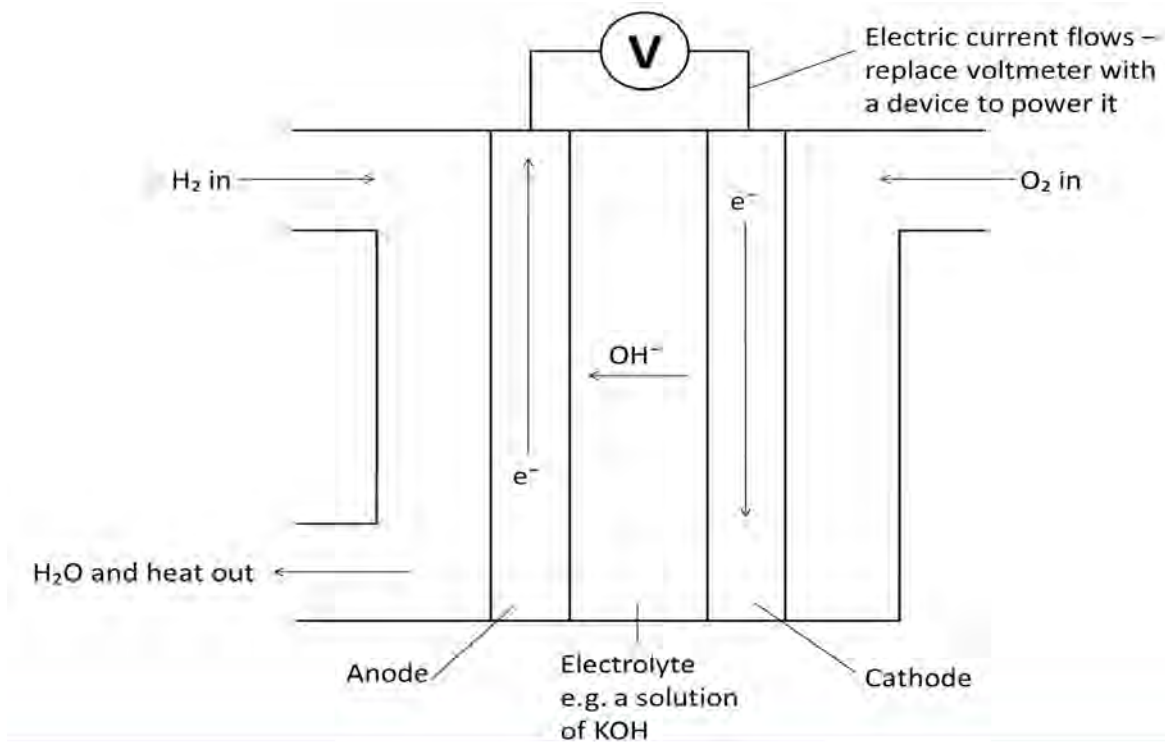 V
Electric current flows –
replace voltmeter with
a device to power it
H₂ in
O₂ in
e⁻
OH⁻
e⁻
H₂O and heat out
Anode
Electrolyte
e.g. a solution
of KOH
Cathode